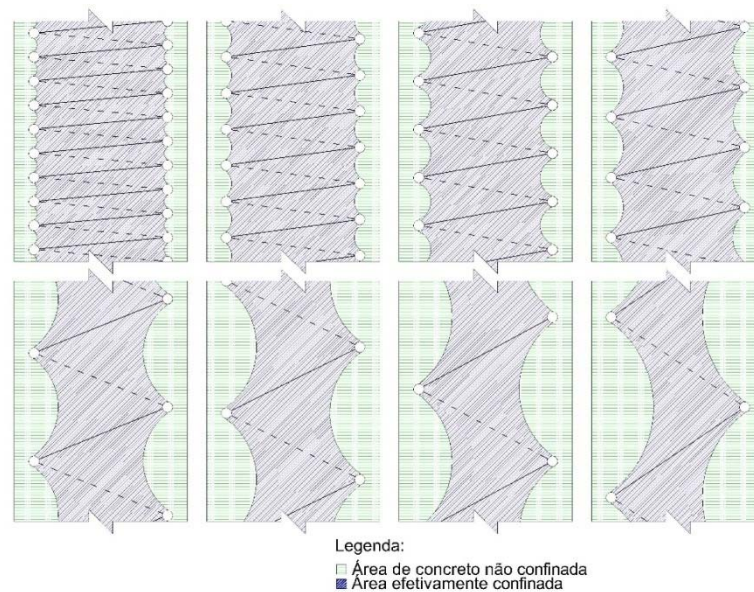 Legenda:
Área de concreto não confinada
Área efetivamente confinada